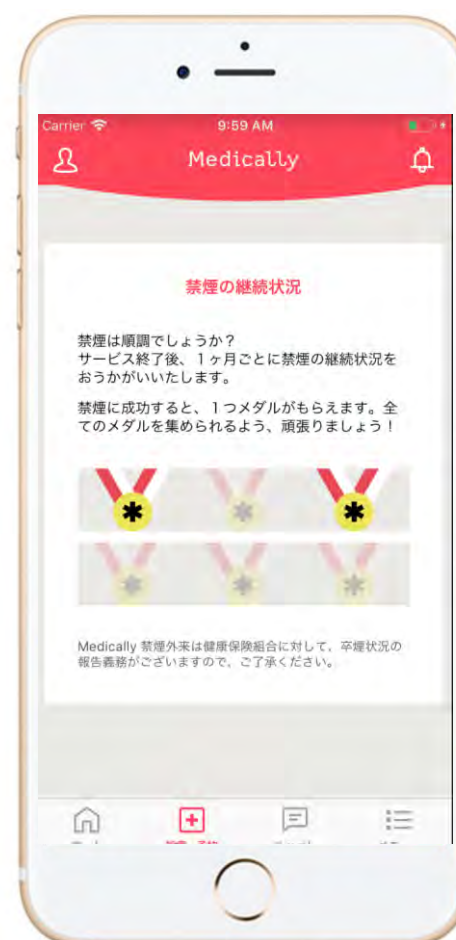 Carrier
9:59 AM
Medically
禁煙の継続状況
禁煙は順調でしょうか？
サービス終了後、１ヶ月ごとに禁煙の継続状況を
おうかがいいたします。
禁煙に成功すると、１つメダルがもらえます。全
てのメダルを集められるよう、頑張りましょう！
Medically 禁煙外来は健康保険組合に対して、卒煙状況の
報告義務がございますので、ご了承ください。